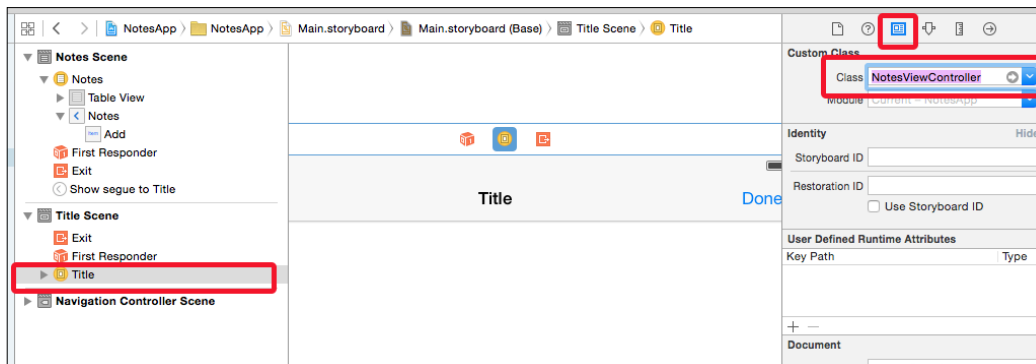 NotesApp NotesApp Main.storyboard Main.storyboard (Base) Title Scene Title
Notes Scene
Notes
Table View
Notes
Item Add
First Responder
Exit
Show segue to Title
Title Scene
Exit
First Responder
Title
Navigation Controller Scene
Title Done
Custom Class
Class NotesViewController
Module Current – NotesApp
Identity Hide
Storyboard ID
Restoration ID
Use Storyboard ID
User Defined Runtime Attributes
Key Path Type
Document